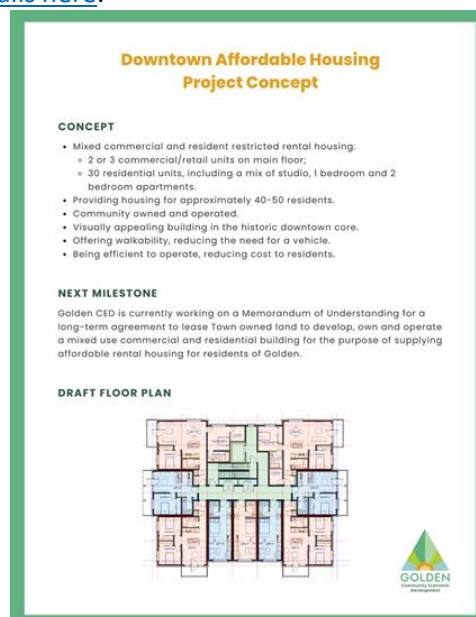 ails here.
Downtown Affordable Housing
Project Concept
CONCEPT
• Mixed commercial and resident restricted rental housing:
◦ 2 or 3 commercial/retail units on main floor;
◦ 30 residential units, including a mix of studio, 1 bedroom and 2
bedroom apartments.
• Providing housing for approximately 40-50 residents.
• Community owned and operated.
• Visually appealing building in the historic downtown core.
• Offering walkability, reducing the need for a vehicle.
• Being efficient to operate, reducing cost to residents.
NEXT MILESTONE
Golden CED is currently working on a Memorandum of Understanding for a
long-term agreement to lease Town owned land to develop, own and operate
a mixed use commercial and residential building for the purpose of supplying
affordable rental housing for residents of Golden.
DRAFT FLOOR PLAN
GOLDEN
Community Economic
Development